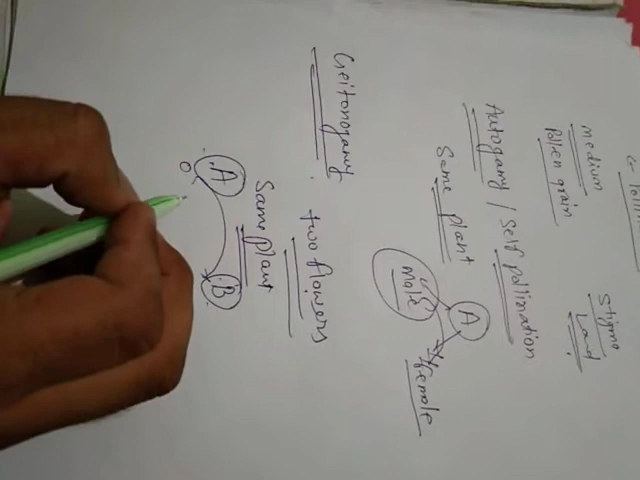 medium
Pollen grain
Stigma
Land
Autogamy / Self pollination
Same plant
male
A
female
Geitonogamy
two flowers
Same plant
A
B